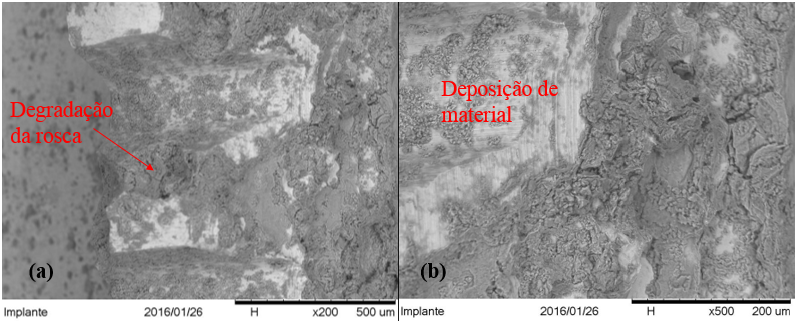 Degradação
da rosca
(a)
Implante 2016/01/26 H x200 500 um
Deposição de
material
(b)
Implante 2016/01/26 H x500 200 um